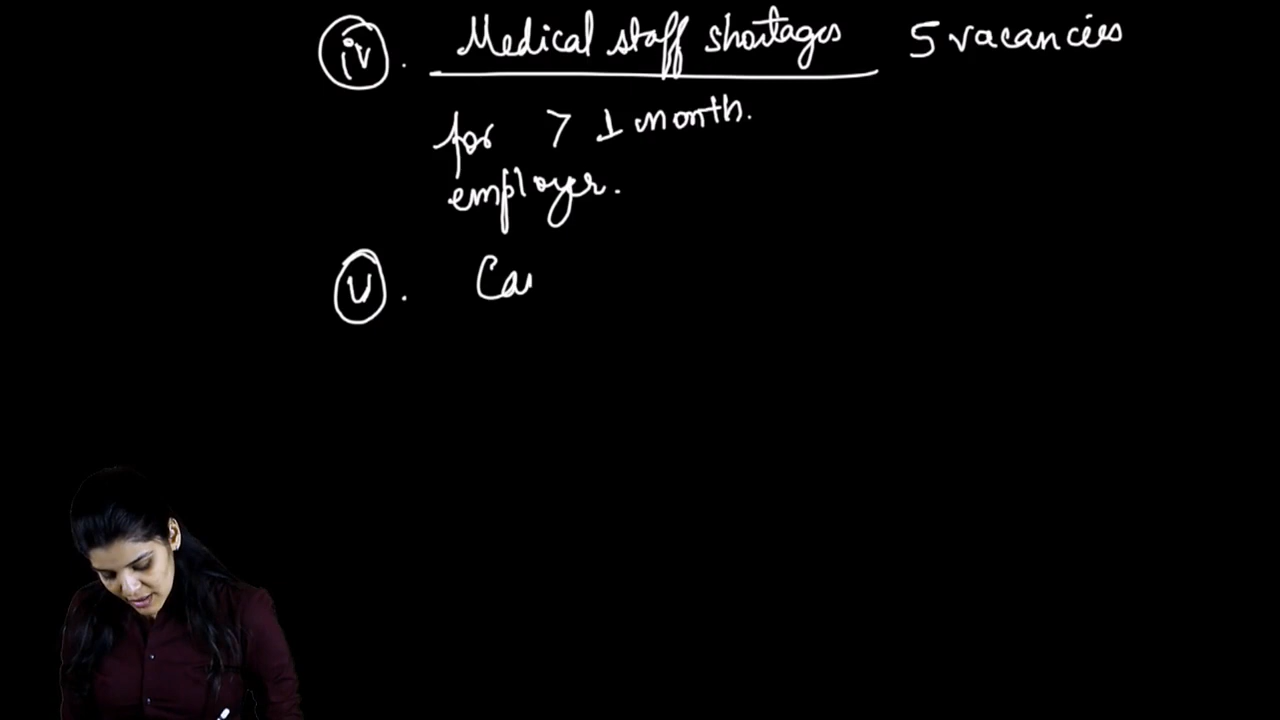 iv. Medical staff shortages 5 vacancies
for > 1 month.
employer.
v. Ca